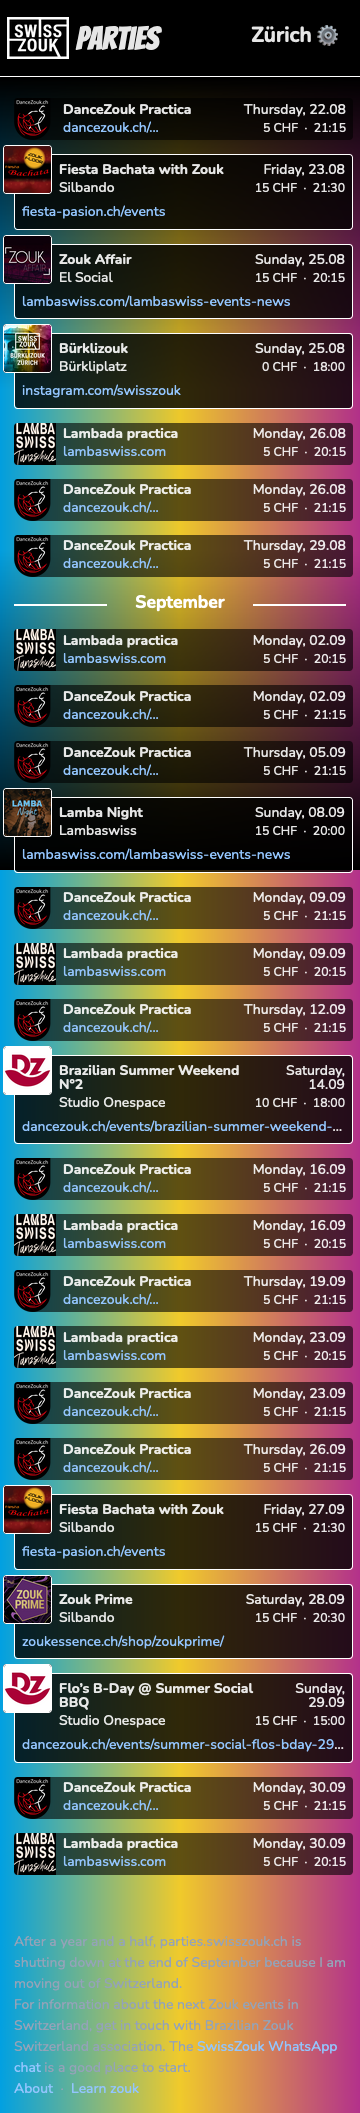 SWISS ZOUK PARTIES Zürich
DanceZouk Practica Thursday, 22.08
dancezouk.ch/... 5 CHF · 21:15
Fiesta Bachata with Zouk Friday, 23.08
Silbando 15 CHF · 21:30
fiesta-pasion.ch/events
Zouk Affair Sunday, 25.08
El Social 15 CHF · 20:15
lambaswiss.com/lambaswiss-events-news
Bürklizouk Sunday, 25.08
Bürkliplatz 0 CHF · 18:00
instagram.com/swisszouk
Lambada practica Monday, 26.08
lambaswiss.com 5 CHF · 20:15
DanceZouk Practica Monday, 26.08
dancezouk.ch/... 5 CHF · 21:15
DanceZouk Practica Thursday, 29.08
dancezouk.ch/... 5 CHF · 21:15
September
Lambada practica Monday, 02.09
lambaswiss.com 5 CHF · 20:15
DanceZouk Practica Monday, 02.09
dancezouk.ch/... 5 CHF · 21:15
DanceZouk Practica Thursday, 05.09
dancezouk.ch/... 5 CHF · 21:15
Lamba Night Sunday, 08.09
Lambaswiss 15 CHF · 20:00
lambaswiss.com/lambaswiss-events-news
DanceZouk Practica Monday, 09.09
dancezouk.ch/... 5 CHF · 21:15
Lambada practica Monday, 09.09
lambaswiss.com 5 CHF · 20:15
DanceZouk Practica Thursday, 12.09
dancezouk.ch/... 5 CHF · 21:15
Brazilian Summer Weekend Saturday,
N°2 14.09
Studio Onespace 10 CHF · 18:00
dancezouk.ch/events/brazilian-summer-weekend-...
DanceZouk Practica Monday, 16.09
dancezouk.ch/... 5 CHF · 21:15
Lambada practica Monday, 16.09
lambaswiss.com 5 CHF · 20:15
DanceZouk Practica Thursday, 19.09
dancezouk.ch/... 5 CHF · 21:15
Lambada practica Monday, 23.09
lambaswiss.com 5 CHF · 20:15
DanceZouk Practica Monday, 23.09
dancezouk.ch/... 5 CHF · 21:15
DanceZouk Practica Thursday, 26.09
dancezouk.ch/... 5 CHF · 21:15
Fiesta Bachata with Zouk Friday, 27.09
Silbando 15 CHF · 21:30
fiesta-pasion.ch/events
Zouk Prime Saturday, 28.09
Silbando 15 CHF · 20:30
zoukessence.ch/shop/zoukprime/
Flo's B-Day @ Summer Social Sunday,
BBQ 29.09
Studio Onespace 15 CHF · 15:00
dancezouk.ch/events/summer-social-flos-bday-29...
DanceZouk Practica Monday, 30.09
dancezouk.ch/... 5 CHF · 21:15
Lambada practica Monday, 30.09
lambaswiss.com 5 CHF · 20:15
After a year and a half, parties.swisszouk.ch is
shutting down at the end of September because I am
moving out of Switzerland.
For information about the next Zouk events in
Switzerland, get in touch with Brazilian Zouk
Switzerland association. The SwissZouk WhatsApp
chat is a good place to start.
About · Learn zouk